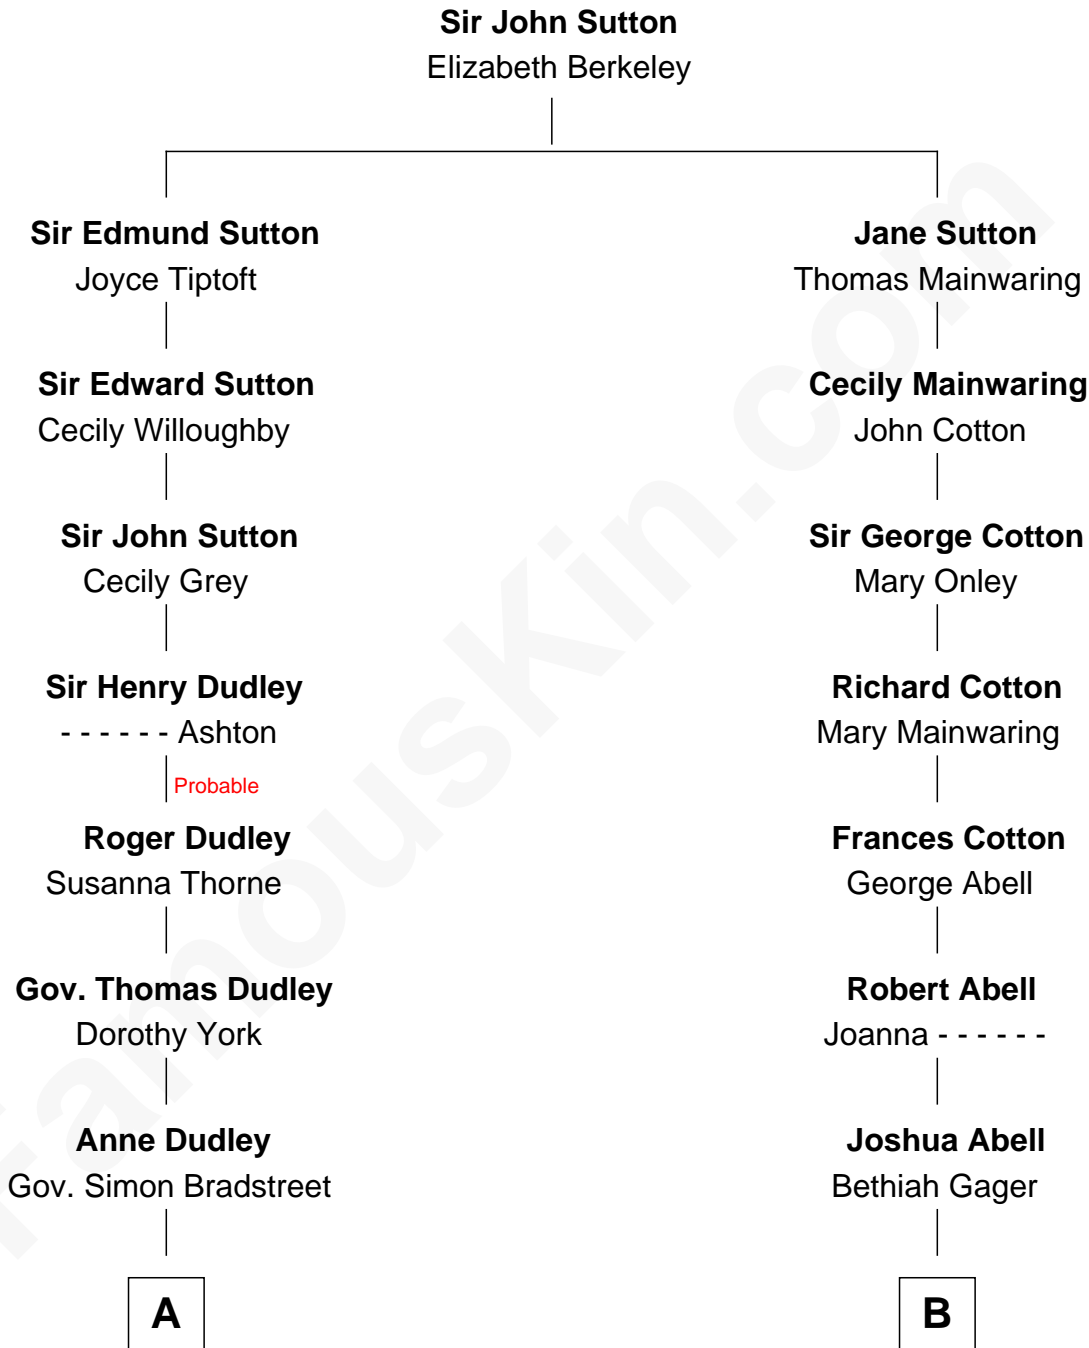 Sir John Sutton
Elizabeth Berkeley
Sir Edmund Sutton
Joyce Tiptoft
Jane Sutton
Thomas Mainwaring
Sir Edward Sutton
Cecily Willoughby
Cecily Mainwaring
John Cotton
Sir John Sutton
Cecily Grey
Sir George Cotton
Mary Onley
Sir Henry Dudley
- - - - - - Ashton
Richard Cotton
Mary Mainwaring
Probable
Roger Dudley
Susanna Thorne
Frances Cotton
George Abell
Gov. Thomas Dudley
Dorothy York
Robert Abell
Joanna - - - - - -
Anne Dudley
Gov. Simon Bradstreet
Joshua Abell
Bethiah Gager
A
B
FamousKin.com